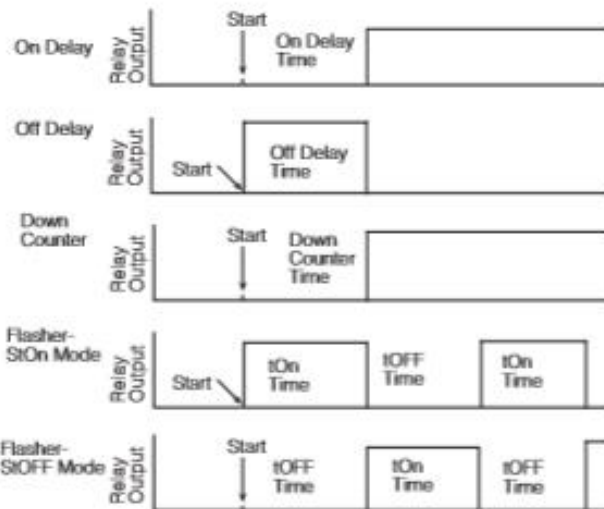 On Delay
Relay
Output
Start
On Delay
Time
Off Delay
Relay
Output
Start
Off Delay
Time
Down
Counter
Relay
Output
Start
Down
Counter
Time
Flasher-
StOn Mode
Relay
Output
Start
tOn
Time
tOFF
Time
tOn
Time
Flasher-
StOFF Mode
Relay
Output
Start
tOFF
Time
tOn
Time
tOFF
Time